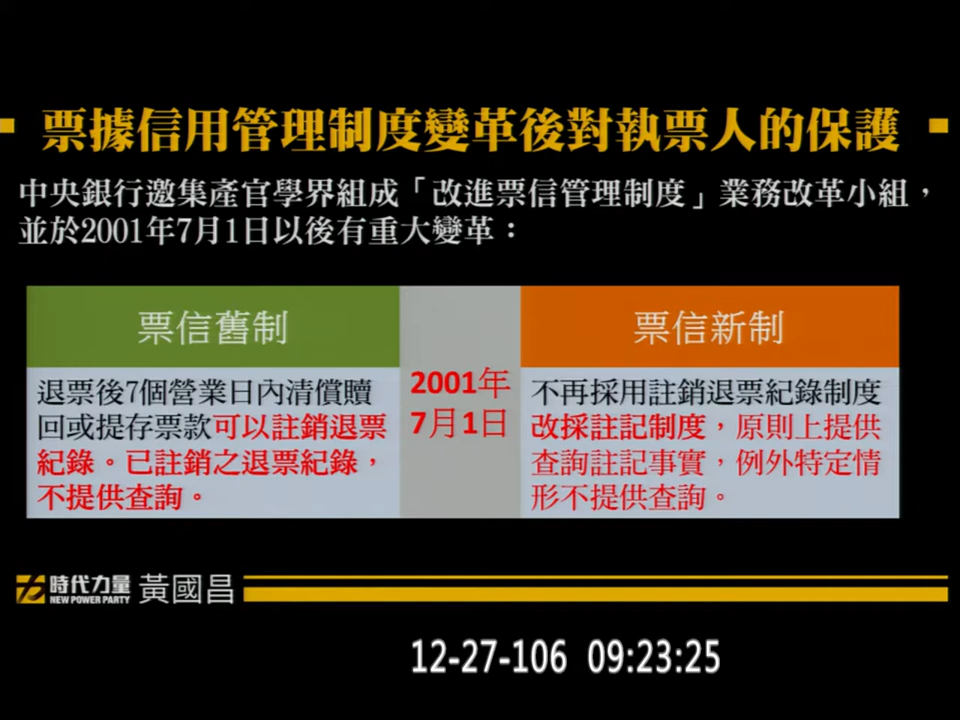 票據信用管理制度變革後對執票人的保護
中央銀行邀集產官學界組成「改進票信管理制度」業務改革小組，
並於2001年7月1日以後有重大變革：
票信舊制
退票後7個營業日內清償贖
回或提存票款可以註銷退票
紀錄。已註銷之退票紀錄，
不提供查詢。
2001年
7月1日
票信新制
不再採用註銷退票紀錄制度
改採註記制度，原則上提供
查詢註記事實，例外特定情
形不提供查詢。
時代力量
NEW POWER PARTY
黃國昌
12-27-106 09:23:25